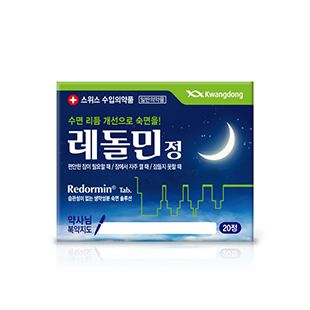 스위스 수입의약품 일반의약품
Kwangdong
수면 리듬 개선으로 숙면을!
레돌민 정
편안한 잠이 필요할 때 / 잠에서 자주 깰 때 / 잠들지 못할 때
Redormin® Tab.
습관성이 없는 생약성분 숙면 솔루션
약사님
복약지도
20정